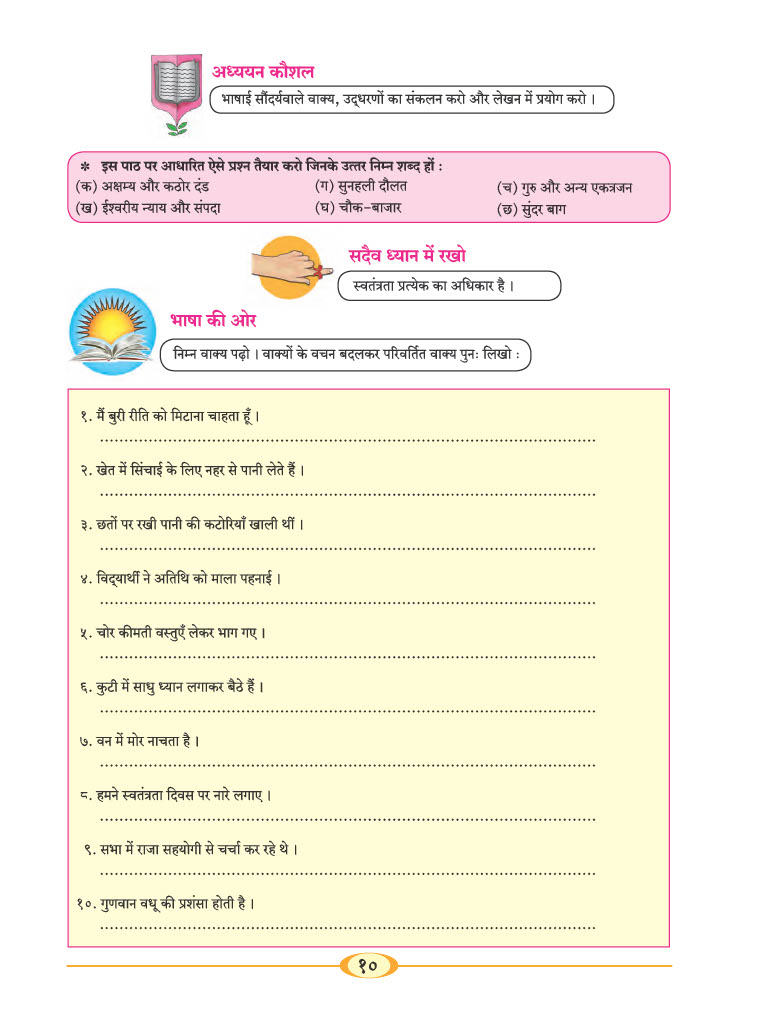 अध्ययन कौशल
भाषाई सौंदर्यवाले वाक्य, उद्धरणों का संकलन करो और लेखन में प्रयोग करो ।
* इस पाठ पर आधारित ऐसे प्रश्न तैयार करो जिनके उत्तर निम्न शब्द हों :
(क) अक्षम्य और कठोर दंड (ग) सुनहली दौलत (च) गुरु और अन्य एकत्रजन
(ख) ईश्वरीय न्याय और संपदा (घ) चौक-बाजार (छ) सुंदर बाग
सदैव ध्यान में रखो
स्वतंत्रता प्रत्येक का अधिकार है ।
भाषा की ओर
निम्न वाक्य पढ़ो । वाक्यों के वचन बदलकर परिवर्तित वाक्य पुनः लिखो :
१. मैं बुरी रीति को मिटाना चाहता हूँ ।
२. खेत में सिंचाई के लिए नहर से पानी लेते हैं ।
३. छतों पर रखी पानी की कटोरियाँ खाली थीं ।
४. विद्यार्थी ने अतिथि को माला पहनाई ।
५. चोर कीमती वस्तुएँ लेकर भाग गए ।
६. कुटी में साधु ध्यान लगाकर बैठे हैं ।
७. वन में मोर नाचता है ।
८. हमने स्वतंत्रता दिवस पर नारे लगाए ।
९. सभा में राजा सहयोगी से चर्चा कर रहे थे ।
१०. गुणवान वधू की प्रशंसा होती है ।
१०